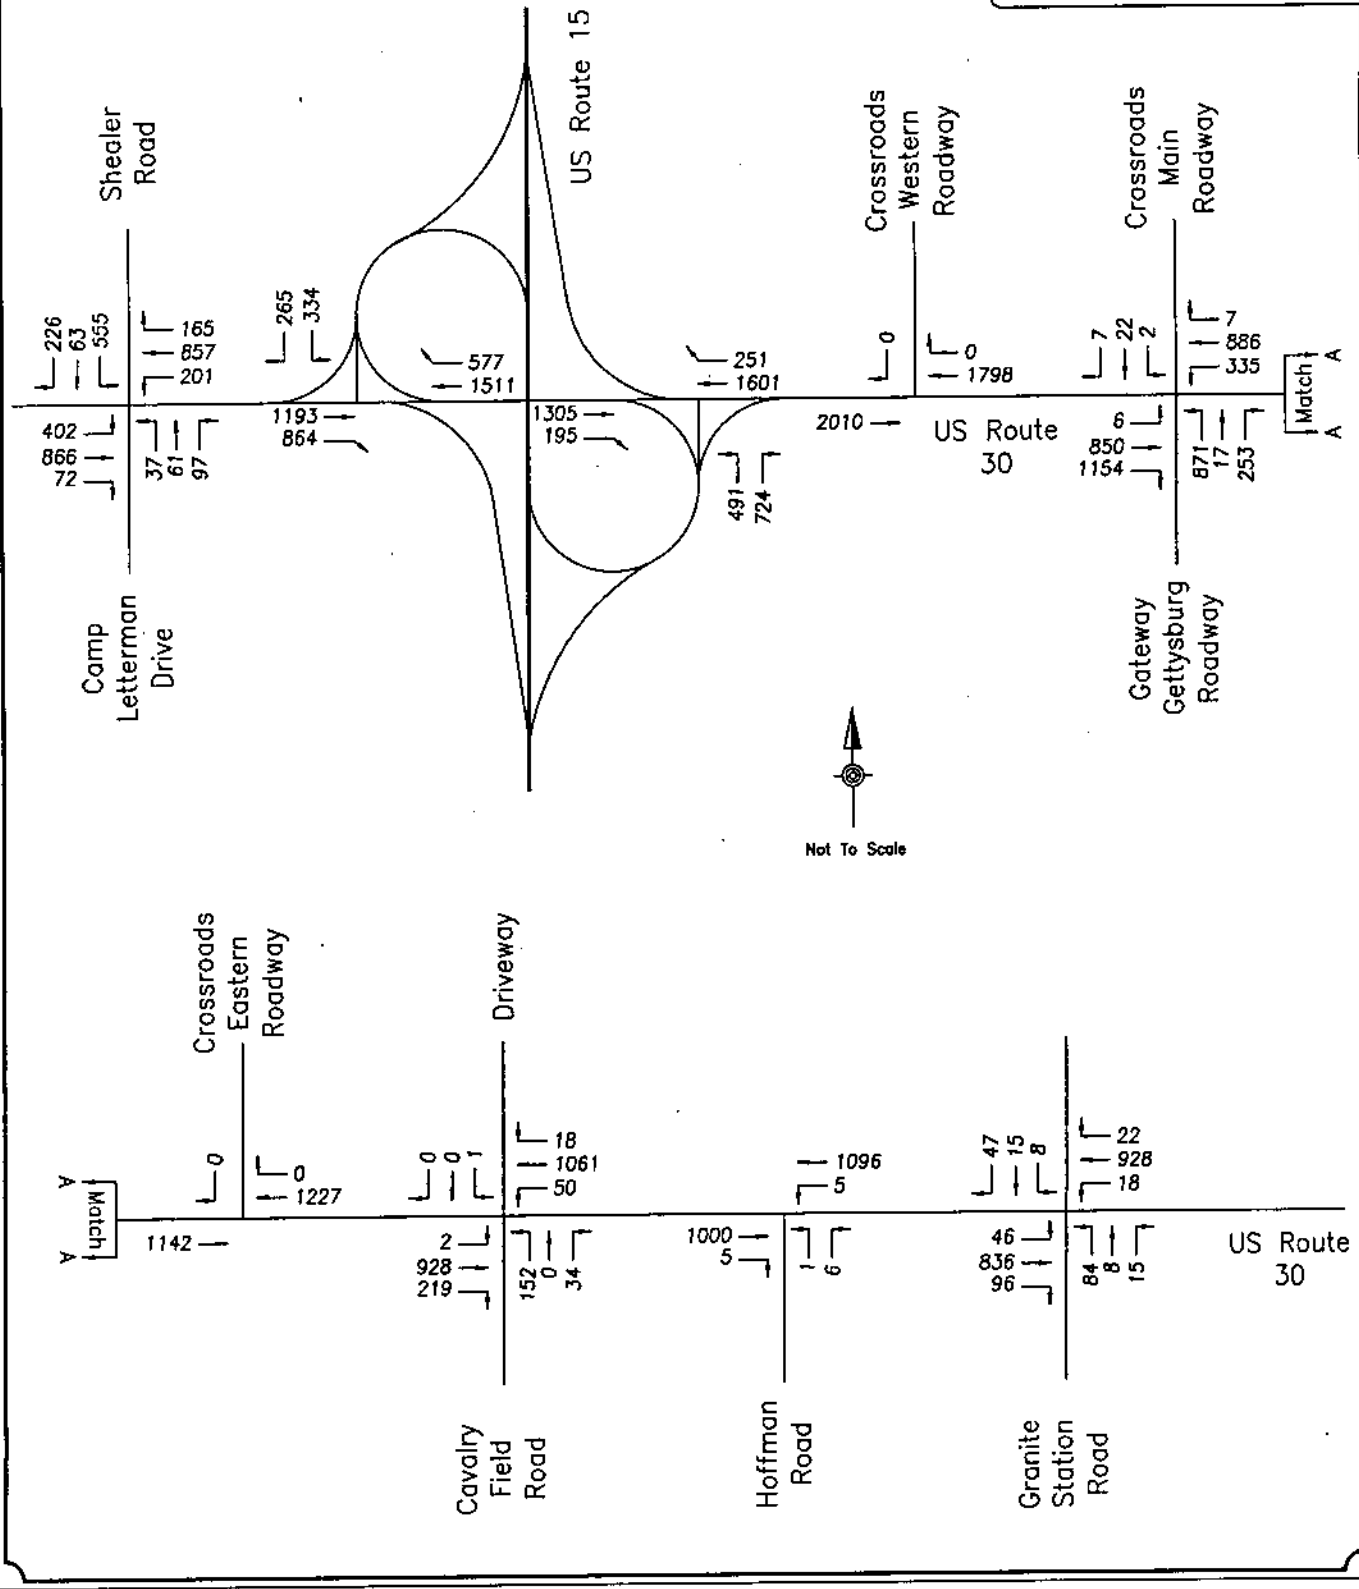 Shealer
Road
226
63
555
165
857
201
402
866
72
37
61
97
Camp
Letterman
Drive
265
334
577
1511
1193
864
US Route 15
1305
195
251
1601
491
724
Crossroads
Western
Roadway
0
0
1798
2010
US Route
30
Crossroads
Main
Roadway
7
22
2
7
886
335
6
850
1154
871
17
253
Match
A
A
Gateway
Gettysburg
Roadway
Not To Scale
Crossroads
Eastern
Roadway
A
A
Match
0
0
1227
1142
Driveway
0
0
1
18
1061
50
2
928
219
152
0
34
Cavalry
Field
Road
1096
5
1000
5
1
6
Hoffman
Road
47
15
8
22
928
18
46
836
96
84
8
15
Granite
Station
Road
US Route
30